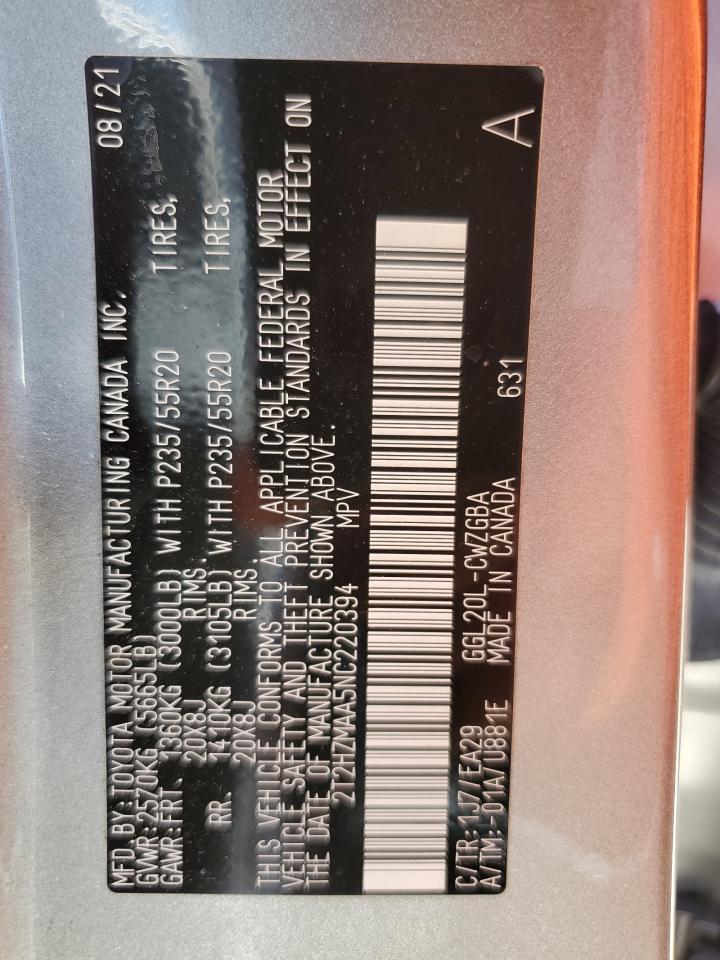 MFD BY:TOYOTA MOTOR MANUFACTURING CANADA INC. 08/21
GVWR:2570KG (5665LB)
GAWR:FRT 1360KG (3000LB) WITH P235/55R20 TIRES,
20X8J RIMS.
RR 1410KG (3105LB) WITH P235/55R20 TIRES,
20X8J RIMS.
THIS VEHICLE CONFORMS TO ALL APPLICABLE FEDERAL MOTOR
VEHICLE SAFETY AND THEFT PREVENTION STANDARDS IN EFFECT ON
THE DATE OF MANUFACTURE SHOWN ABOVE.
2T2HZMAA5NC220394 MPV
C/TR:1J7/EA29 GGL20L-CWZGBA
A/TM:-01A/U881E MADE IN CANADA 631 A